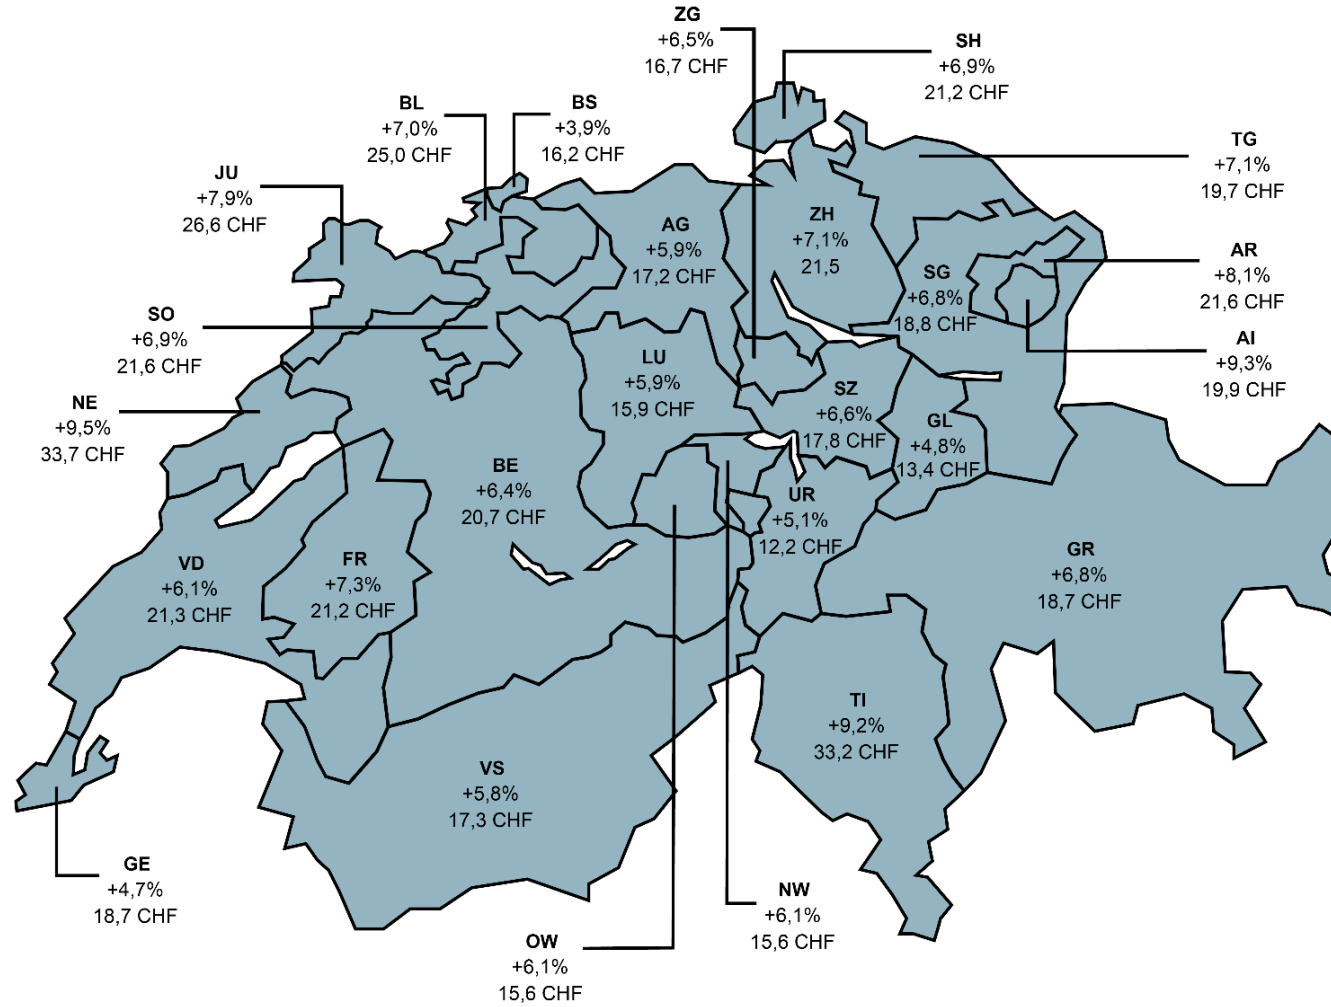 ZG
+6,5%
16,7 CHF
SH
+6,9%
21,2 CHF
BL
+7,0%
25,0 CHF
BS
+3,9%
16,2 CHF
TG
+7,1%
19,7 CHF
JU
+7,9%
26,6 CHF
AG
+5,9%
17,2 CHF
ZH
+7,1%
21,5
SG
+6,8%
18,8 CHF
AR
+8,1%
21,6 CHF
SO
+6,9%
21,6 CHF
AI
+9,3%
19,9 CHF
LU
+5,9%
15,9 CHF
SZ
+6,6%
17,8 CHF
NE
+9,5%
33,7 CHF
GL
+4,8%
13,4 CHF
BE
+6,4%
20,7 CHF
UR
+5,1%
12,2 CHF
VD
+6,1%
21,3 CHF
FR
+7,3%
21,2 CHF
GR
+6,8%
18,7 CHF
TI
+9,2%
33,2 CHF
VS
+5,8%
17,3 CHF
GE
+4,7%
18,7 CHF
NW
+6,1%
15,6 CHF
OW
+6,1%
15,6 CHF